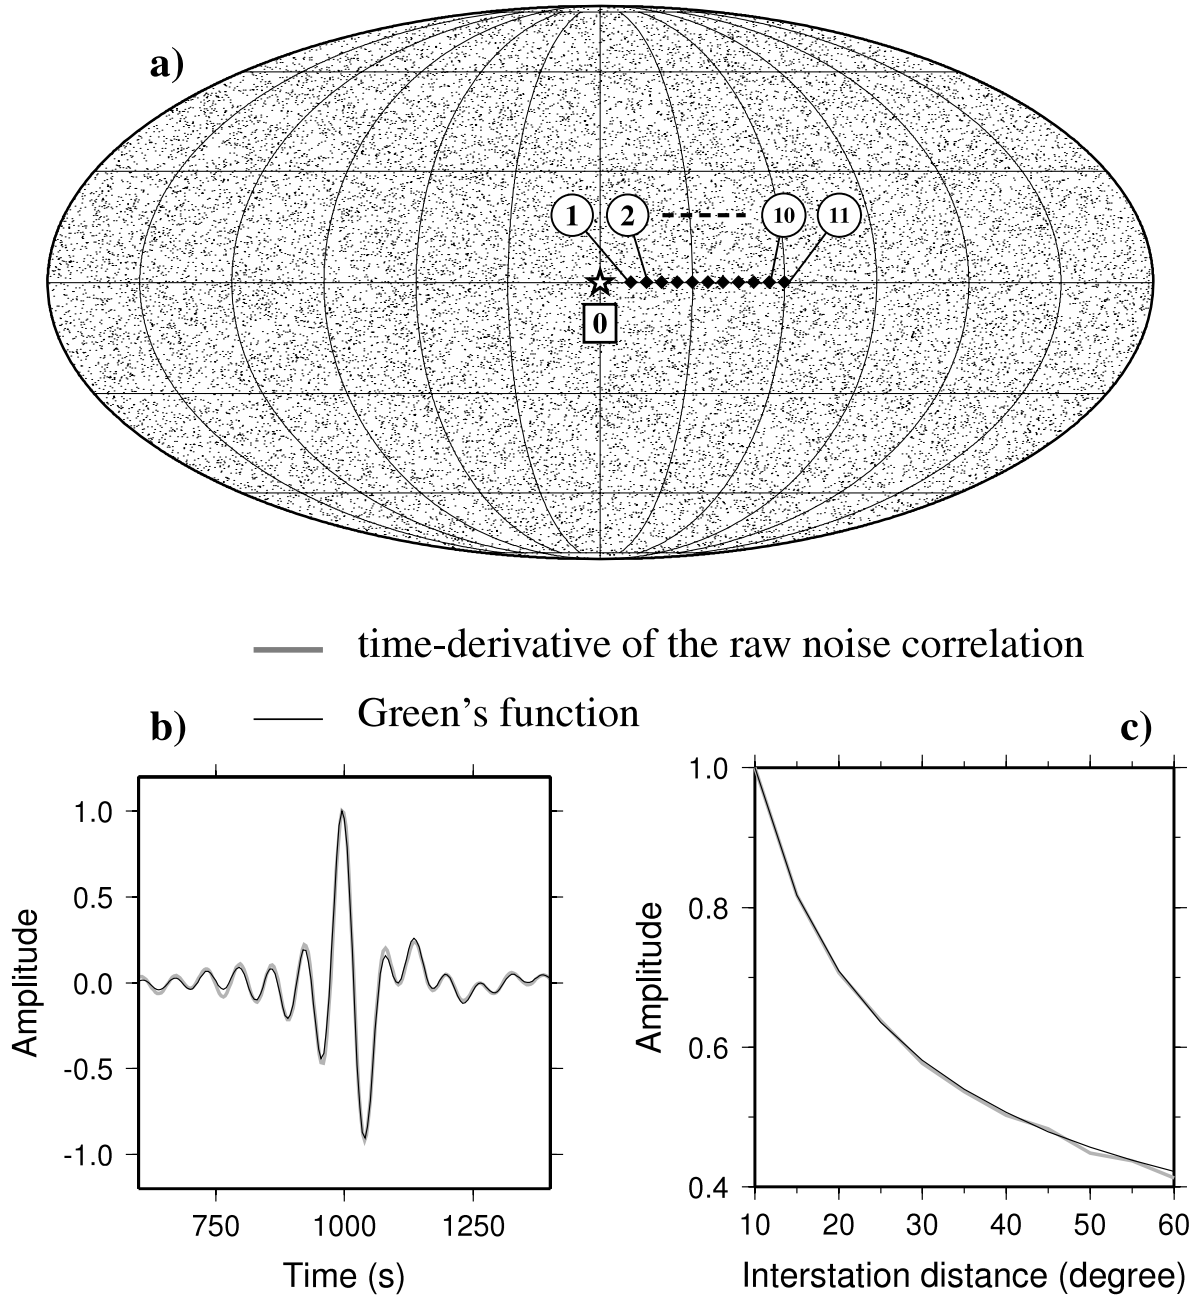 a)
1 2 10 11
0
time-derivative of the raw noise correlation
Green's function
b)
c)
1.0
0.5
0.0
-0.5
-1.0
Amplitude
750 1000 1250
Time (s)
1.0
0.8
0.6
0.4
Amplitude
10 20 30 40 50 60
Interstation distance (degree)